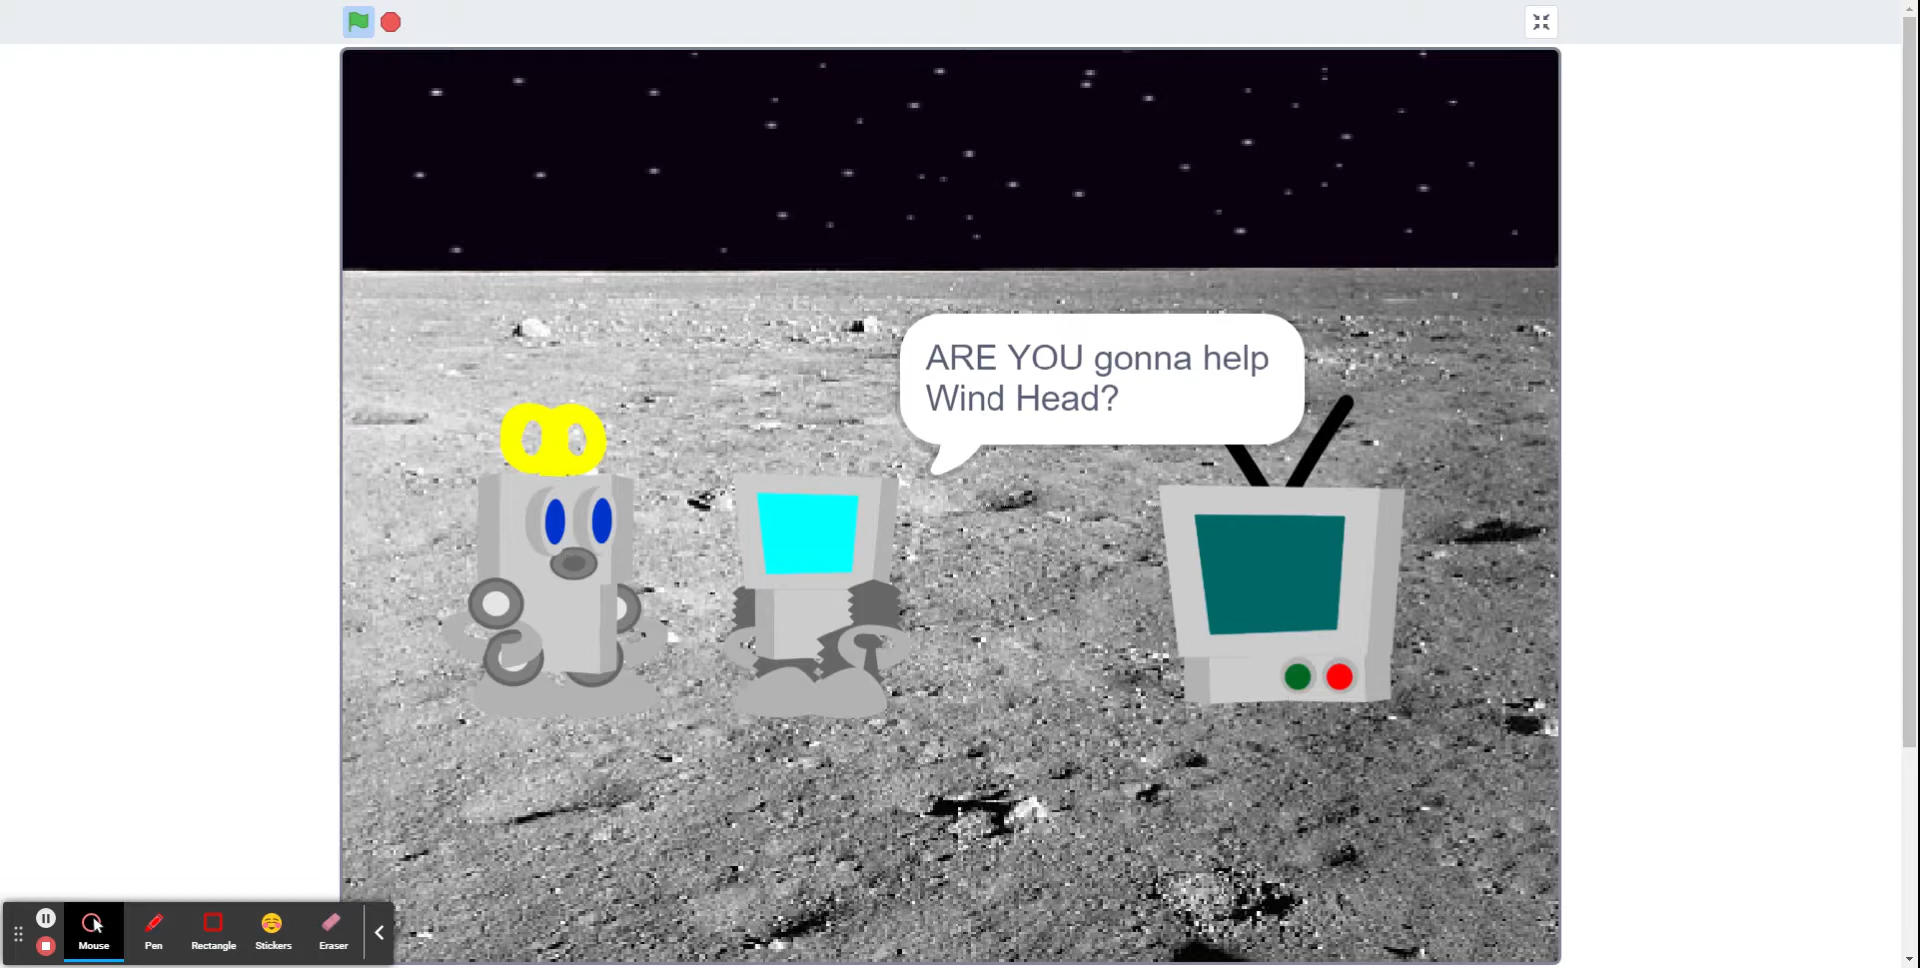 ARE YOU gonna help
Wind Head?
Mouse
Pen
Rectangle
Stickers
Eraser